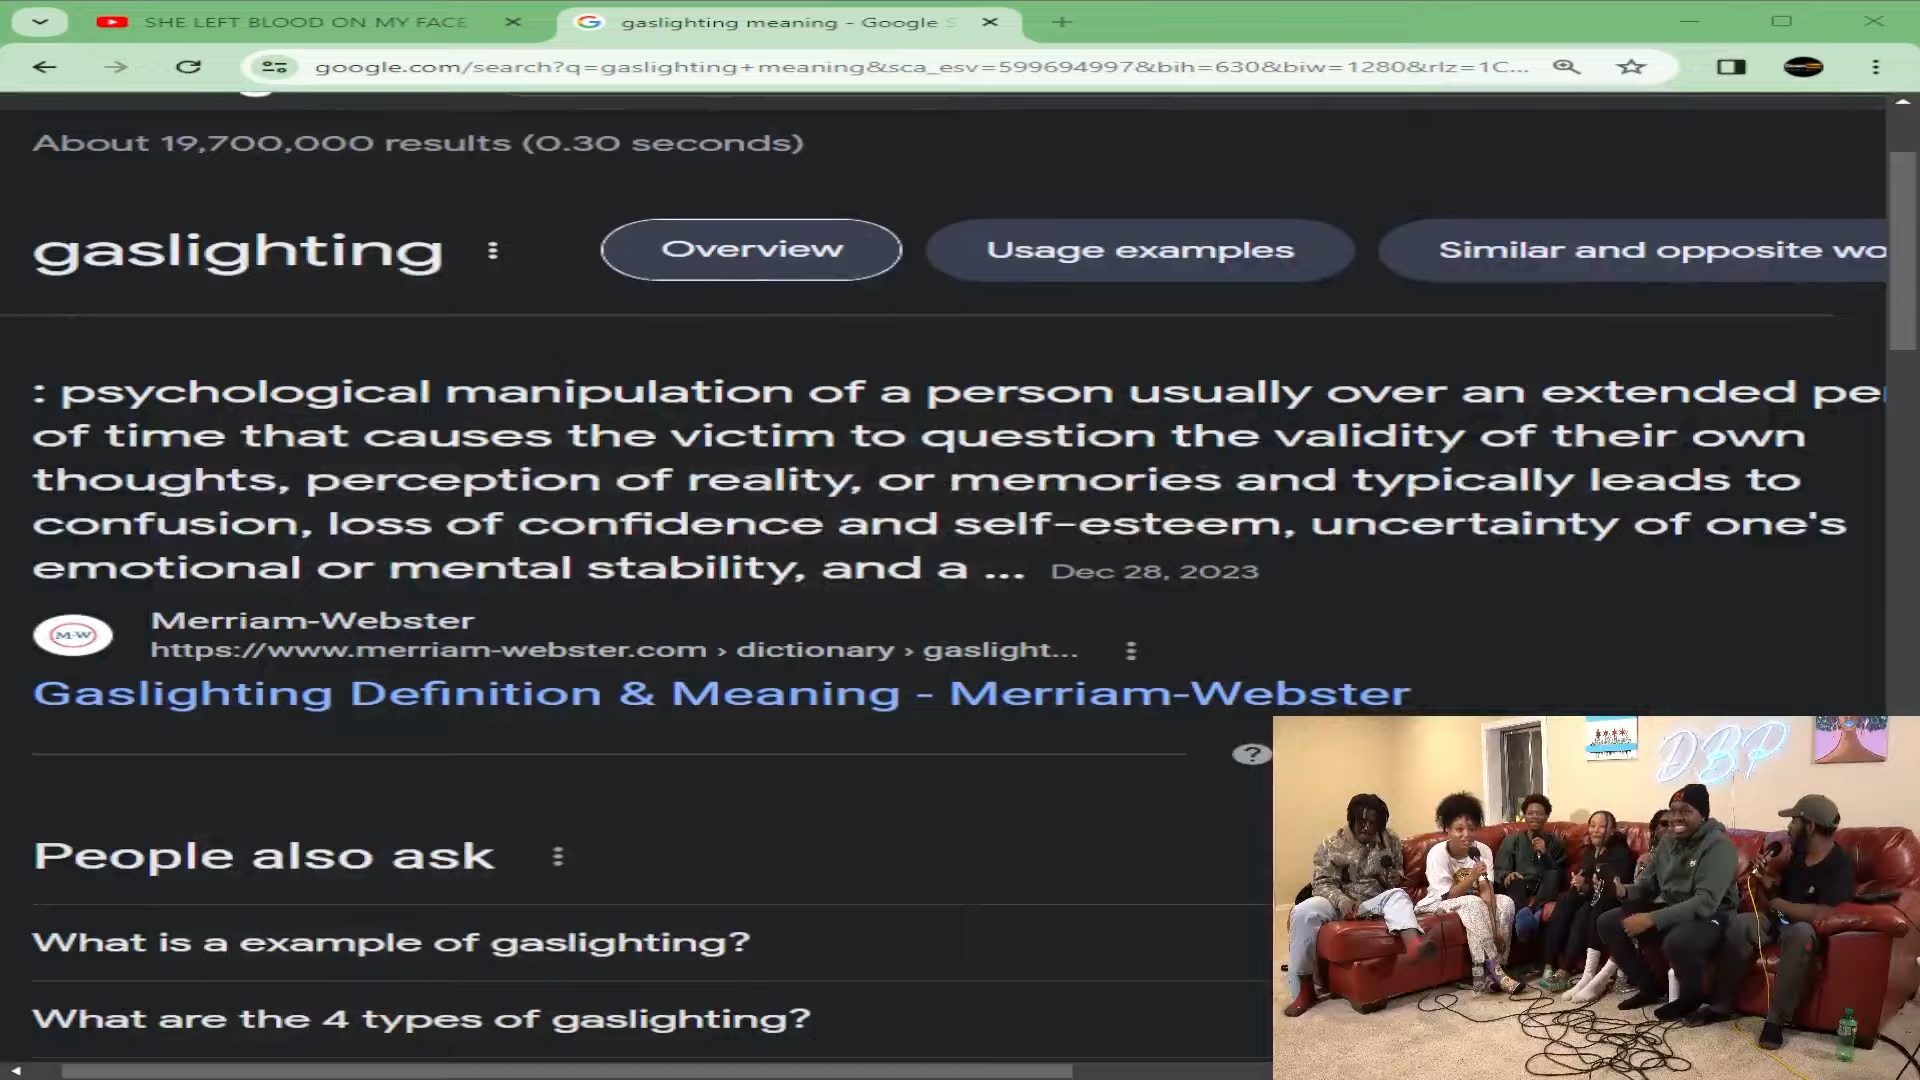 SHE LEFT BLOOD ON MY FACE
gaslighting meaning - Google S
google.com/search?q=gaslighting+meaning&sca_esv=599694997&bih=630&biw=1280&rlz=1C...
About 19,700,000 results (0.30 seconds)
gaslighting
Overview
Usage examples
Similar and opposite wo
: psychological manipulation of a person usually over an extended per
of time that causes the victim to question the validity of their own
thoughts, perception of reality, or memories and typically leads to
confusion, loss of confidence and self-esteem, uncertainty of one's
emotional or mental stability, and a ... Dec 28, 2023
M-W
Merriam-Webster
https://www.merriam-webster.com › dictionary › gaslight...
Gaslighting Definition & Meaning - Merriam-Webster
?
DBP
People also ask
What is a example of gaslighting?
What are the 4 types of gaslighting?